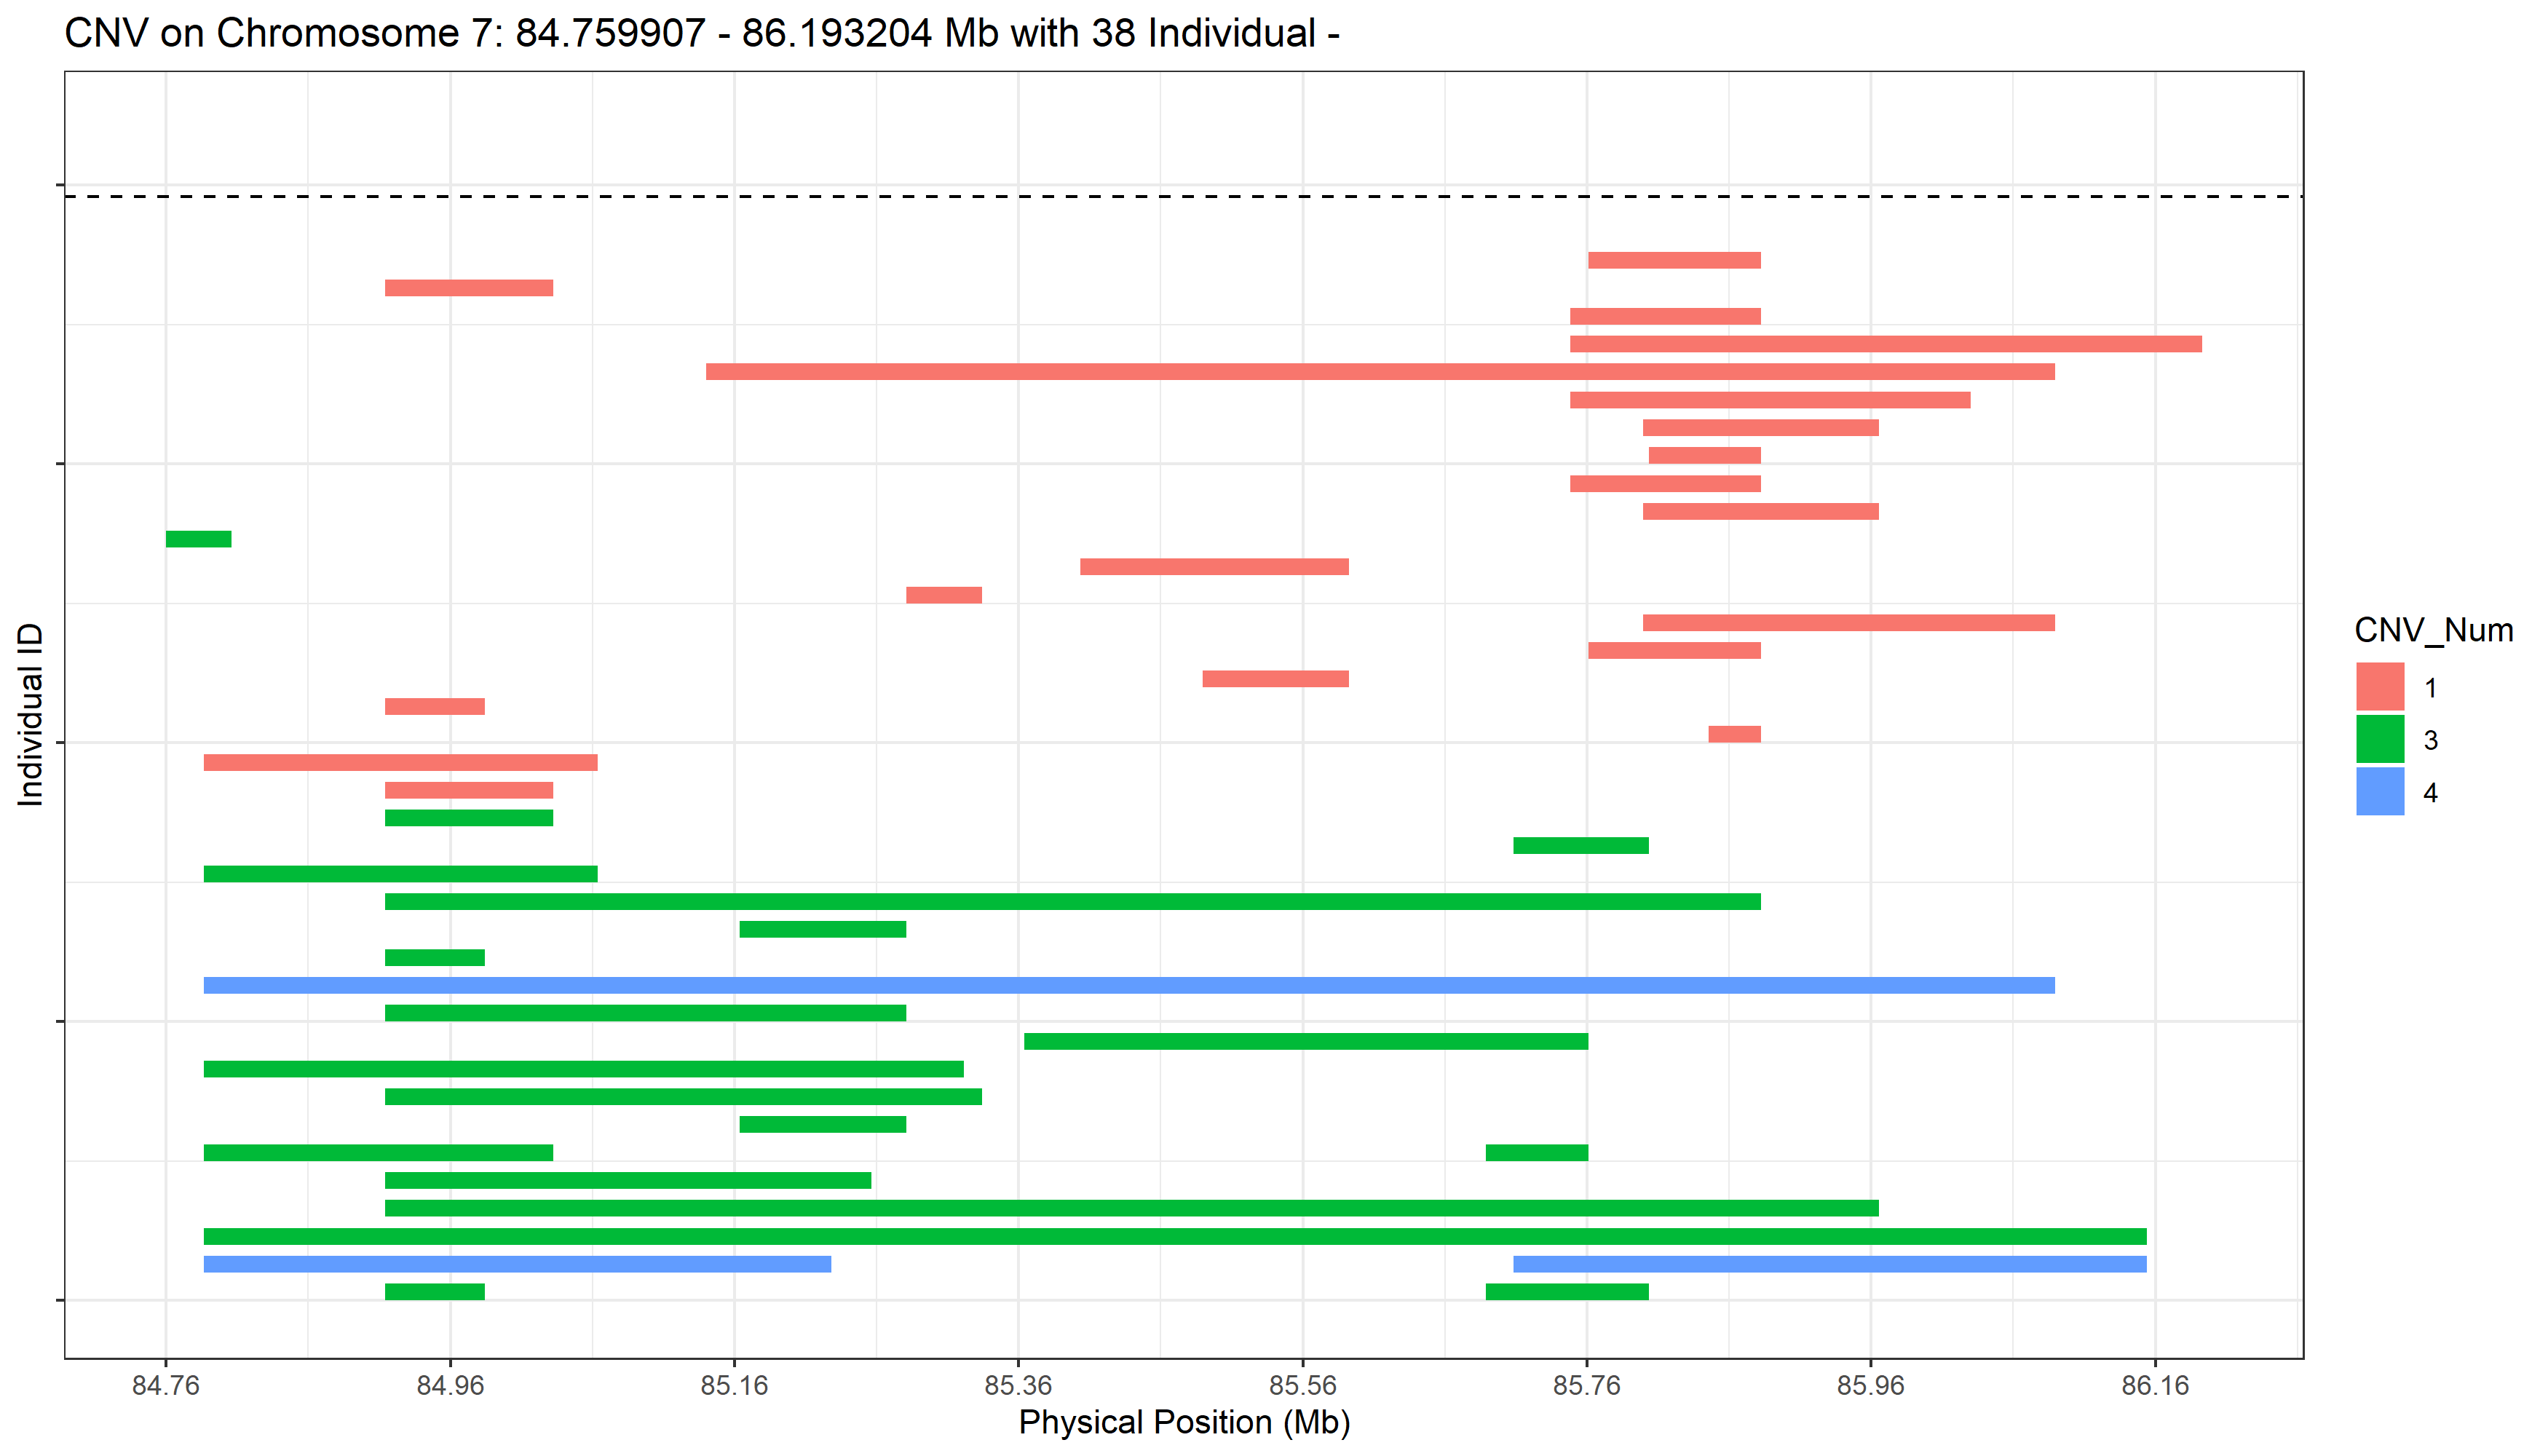 CNV on Chromosome 7: 84.759907 - 86.193204 Mb with 38 Individual -
Individual ID
CNV_Num
1
3
4
84.76 84.96 85.16 85.36 85.56 85.76 85.96 86.16
Physical Position (Mb)